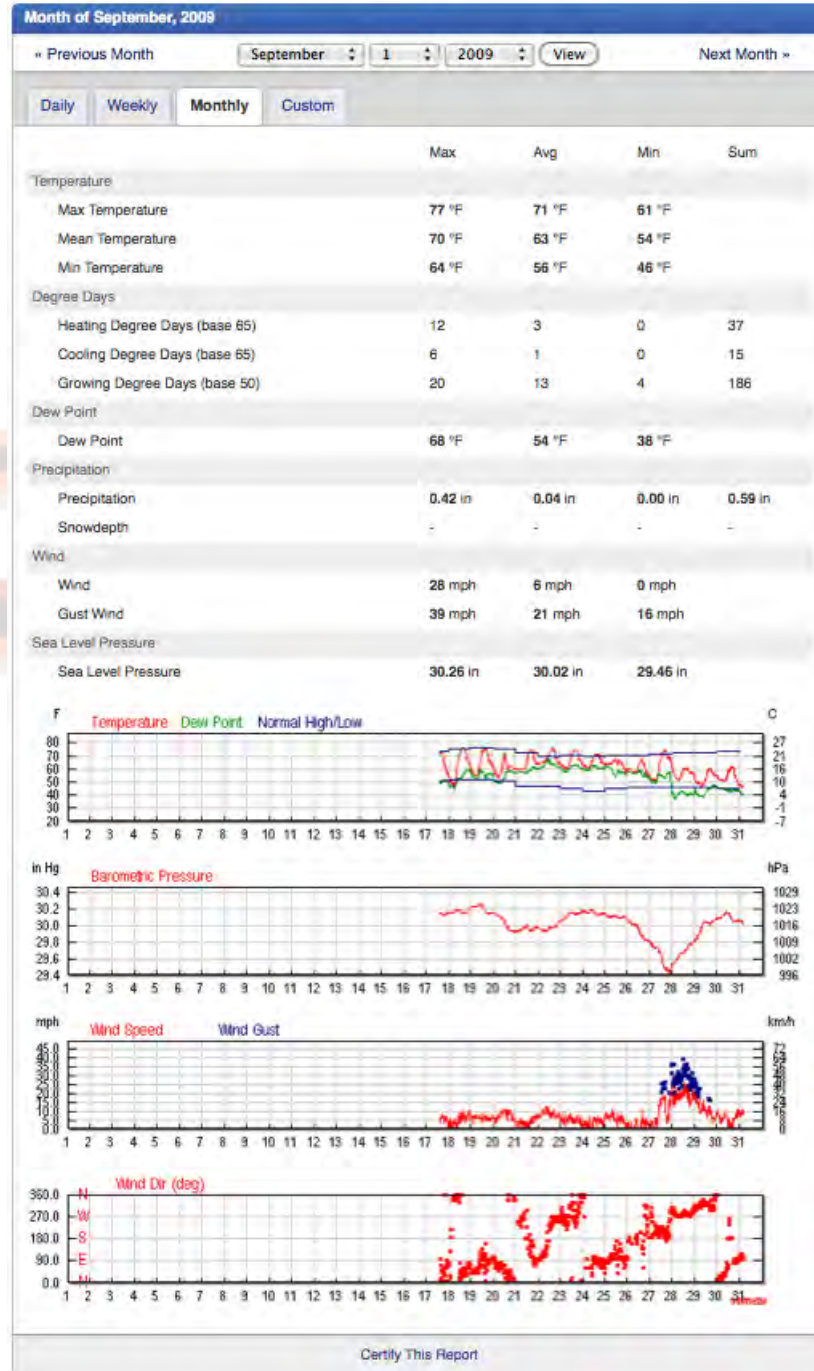 Month of September, 2009
« Previous Month September 1 2009 View Next Month »
Daily Weekly Monthly Custom
Max Avg Min Sum
Temperature
Max Temperature 77 °F 71 °F 61 °F
Mean Temperature 70 °F 63 °F 54 °F
Min Temperature 64 °F 56 °F 46 °F
Degree Days
Heating Degree Days (base 65) 12 3 0 37
Cooling Degree Days (base 65) 6 1 0 15
Growing Degree Days (base 50) 20 13 4 186
Dew Point
Dew Point 68 °F 54 °F 38 °F
Precipitation
Precipitation 0.42 in 0.04 in 0.00 in 0.59 in
Snowdepth - - - -
Wind
Wind 28 mph 6 mph 0 mph
Gust Wind 39 mph 21 mph 16 mph
Sea Level Pressure
Sea Level Pressure 30.26 in 30.02 in 29.46 in
F Temperature Dew Point Normal High/Low C
80 27
70 21
60 16
50 10
40 4
30 -1
20 -7
1 2 3 4 5 6 7 8 9 10 11 12 13 14 15 16 17 18 19 20 21 22 23 24 25 26 27 28 29 30 31
in Hg Barometric Pressure hPa
30.4 1029
30.2 1023
30.0 1016
29.8 1009
29.6 1002
29.4 996
1 2 3 4 5 6 7 8 9 10 11 12 13 14 15 16 17 18 19 20 21 22 23 24 25 26 27 28 29 30 31
mph Wind Speed Wind Gust km/h
45.0 72
0.0
1 2 3 4 5 6 7 8 9 10 11 12 13 14 15 16 17 18 19 20 21 22 23 24 25 26 27 28 29 30 31
Wind Dir (deg)
360.0 N
270.0 W
180.0 S
90.0 E
0.0 N
1 2 3 4 5 6 7 8 9 10 11 12 13 14 15 16 17 18 19 20 21 22 23 24 25 26 27 28 29 30 31
Certify This Report